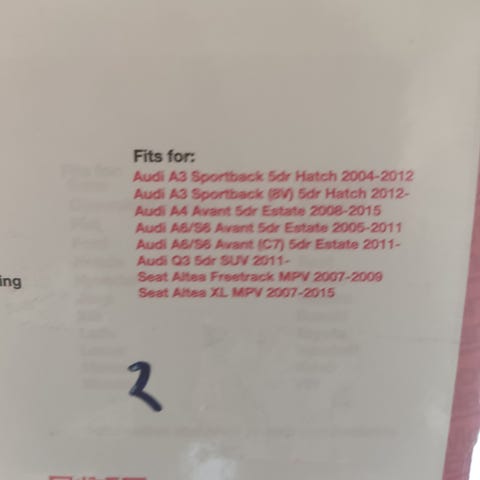 Fits for:
Audi A3 Sportback 5dr Hatch 2004-2012
Audi A3 Sportback (8V) 5dr Hatch 2012-
Audi A4 Avant 5dr Estate 2008-2015
Audi A6/S6 Avant 5dr Estate 2005-2011
Audi A6/S6 Avant (C7) 5dr Estate 2011-
Audi Q3 5dr SUV 2011-
Seat Altea Freetrack MPV 2007-2009
ing
Seat Altea XL MPV 2007-2015
2